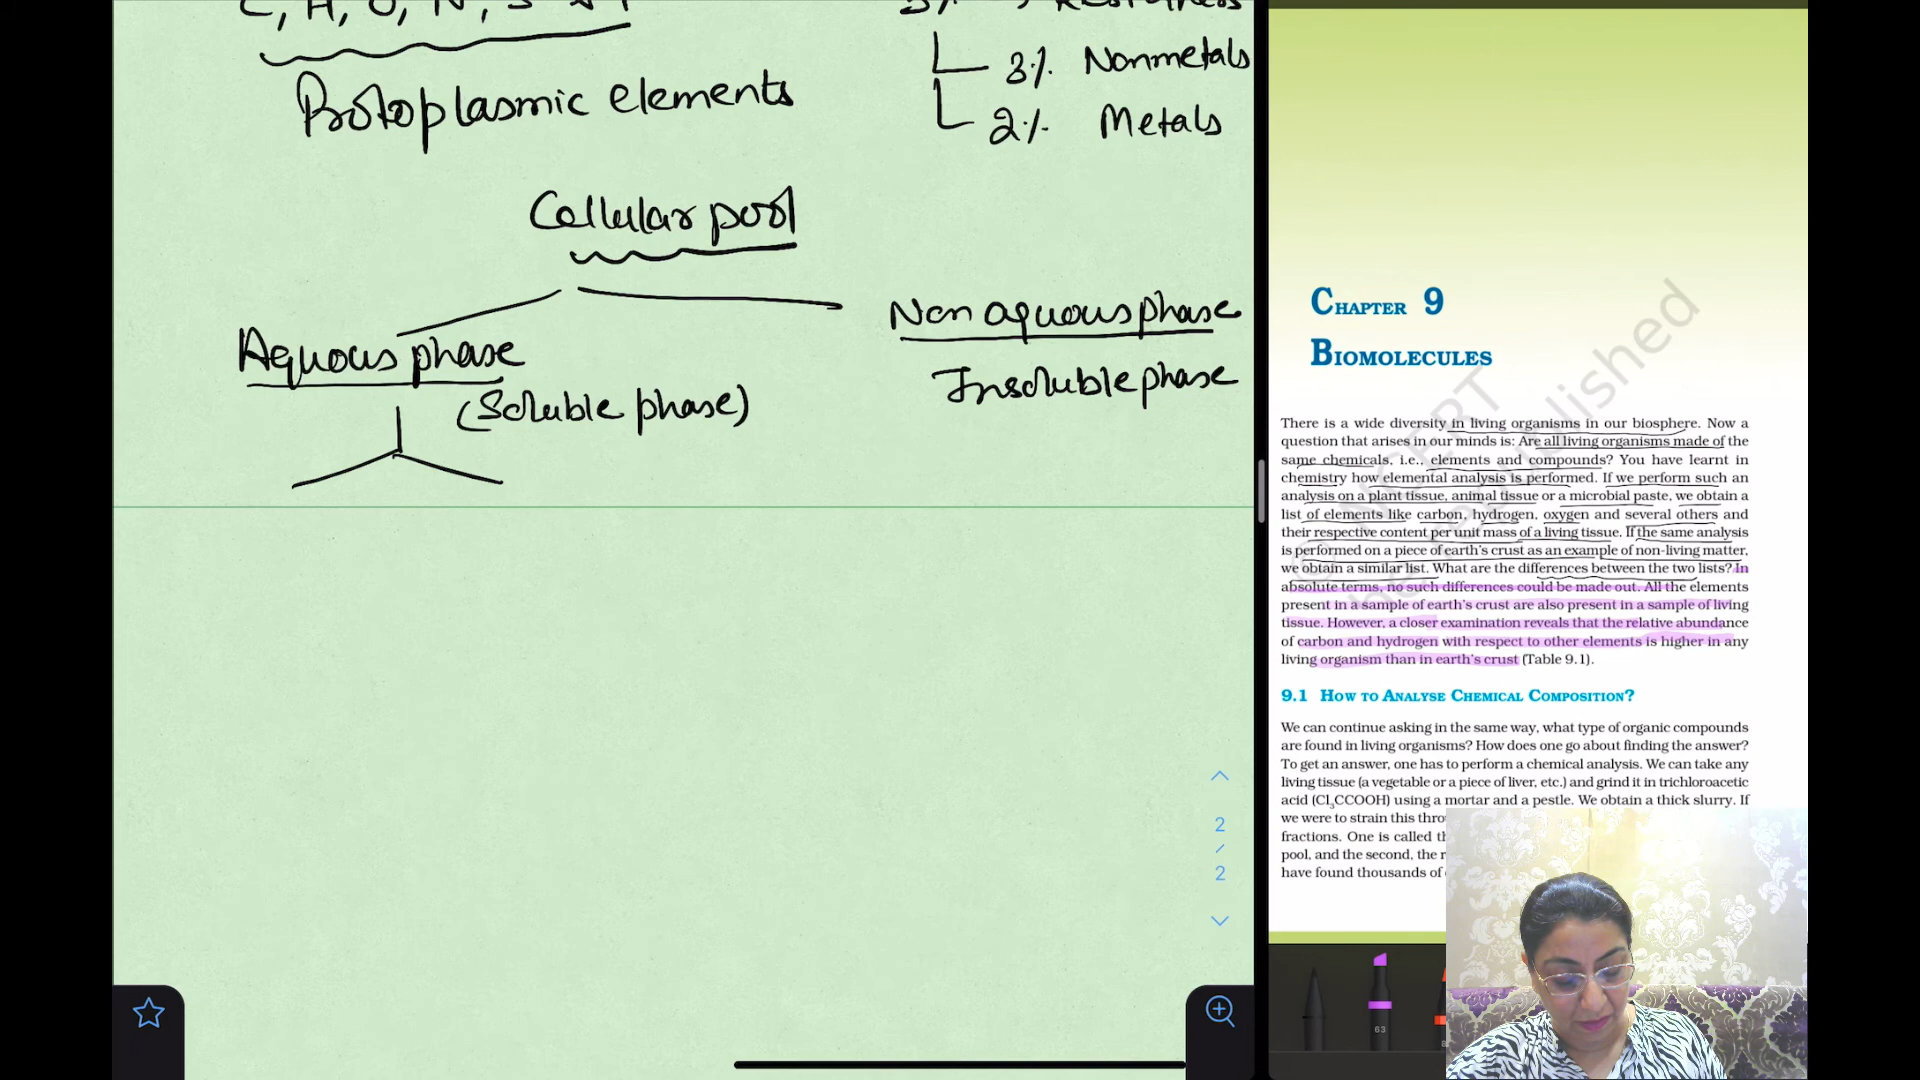 C, H, O, N, S
3% Nonmetals
Protoplasmic elements
2% Metals
Cellular pool
Aquous phase
(Soluble phase)
Non aquous phase
Insoluble phase
2
/
2
CHAPTER 9
BIOMOLECULES
There is a wide diversity in living organisms in our biosphere. Now a
question that arises in our minds is: Are all living organisms made of the
same chemicals, i.e., elements and compounds? You have learnt in
chemistry how elemental analysis is performed. If we perform such an
analysis on a plant tissue, animal tissue or a microbial paste, we obtain a
list of elements like carbon, hydrogen, oxygen and several others and
their respective content per unit mass of a living tissue. If the same analysis
is performed on a piece of earth's crust as an example of non-living matter,
we obtain a similar list. What are the differences between the two lists? In
absolute terms, no such differences could be made out. All the elements
present in a sample of earth's crust are also present in a sample of living
tissue. However, a closer examination reveals that the relative abundance
of carbon and hydrogen with respect to other elements is higher in any
living organism than in earth's crust (Table 9.1).
9.1 HOW TO ANALYSE CHEMICAL COMPOSITION?
We can continue asking in the same way, what type of organic compounds
are found in living organisms? How does one go about finding the answer?
To get an answer, one has to perform a chemical analysis. We can take any
living tissue (a vegetable or a piece of liver, etc.) and grind it in trichloroacetic
acid (Cl3CCOOH) using a mortar and a pestle. We obtain a thick slurry. If
we were to strain this thro
fractions. One is called th
pool, and the second, the r
have found thousands of
© NCERT
be republished
63